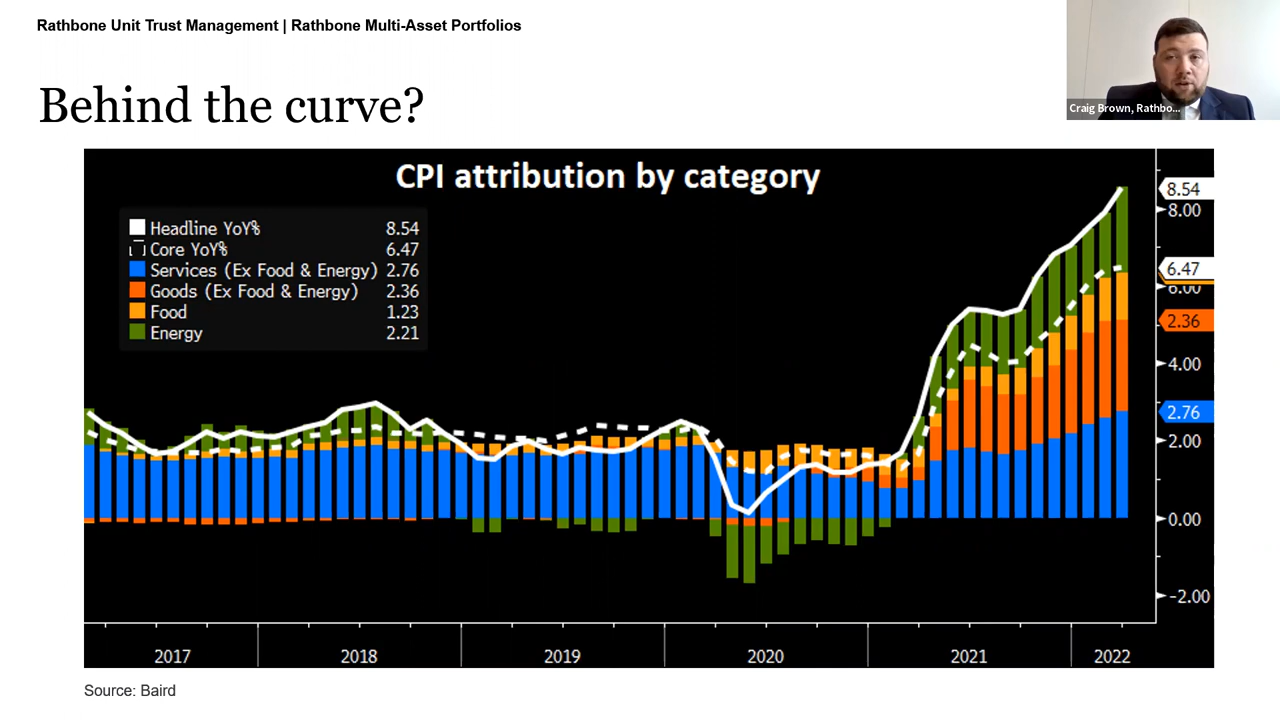 Rathbone Unit Trust Management | Rathbone Multi-Asset Portfolios
Craig Brown, Rathbo...
Behind the curve?
CPI attribution by category
Headline YoY% 8.54
Core YoY% 6.47
Services (Ex Food & Energy) 2.76
Goods (Ex Food & Energy) 2.36
Food 1.23
Energy 2.21
8.54
8.00
6.47
6.00
2.36
4.00
2.76
2.00
0.00
-2.00
2017 2018 2019 2020 2021 2022
Source: Baird